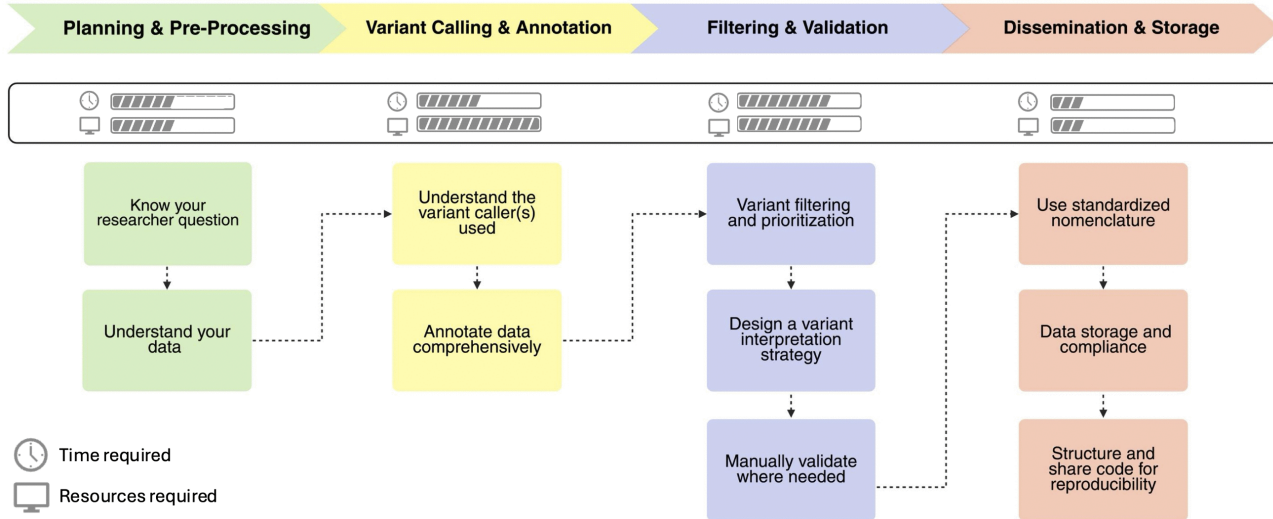 Planning & Pre-Processing
Variant Calling & Annotation
Filtering & Validation
Dissemination & Storage
Know your
researcher question
Understand your
data
Understand the
variant caller(s)
used
Annotate data
comprehensively
Variant filtering
and prioritization
Design a variant
interpretation
strategy
Manually validate
where needed
Use standardized
nomenclature
Data storage and
compliance
Structure and
share code for
reproducibility
Time required
Resources required